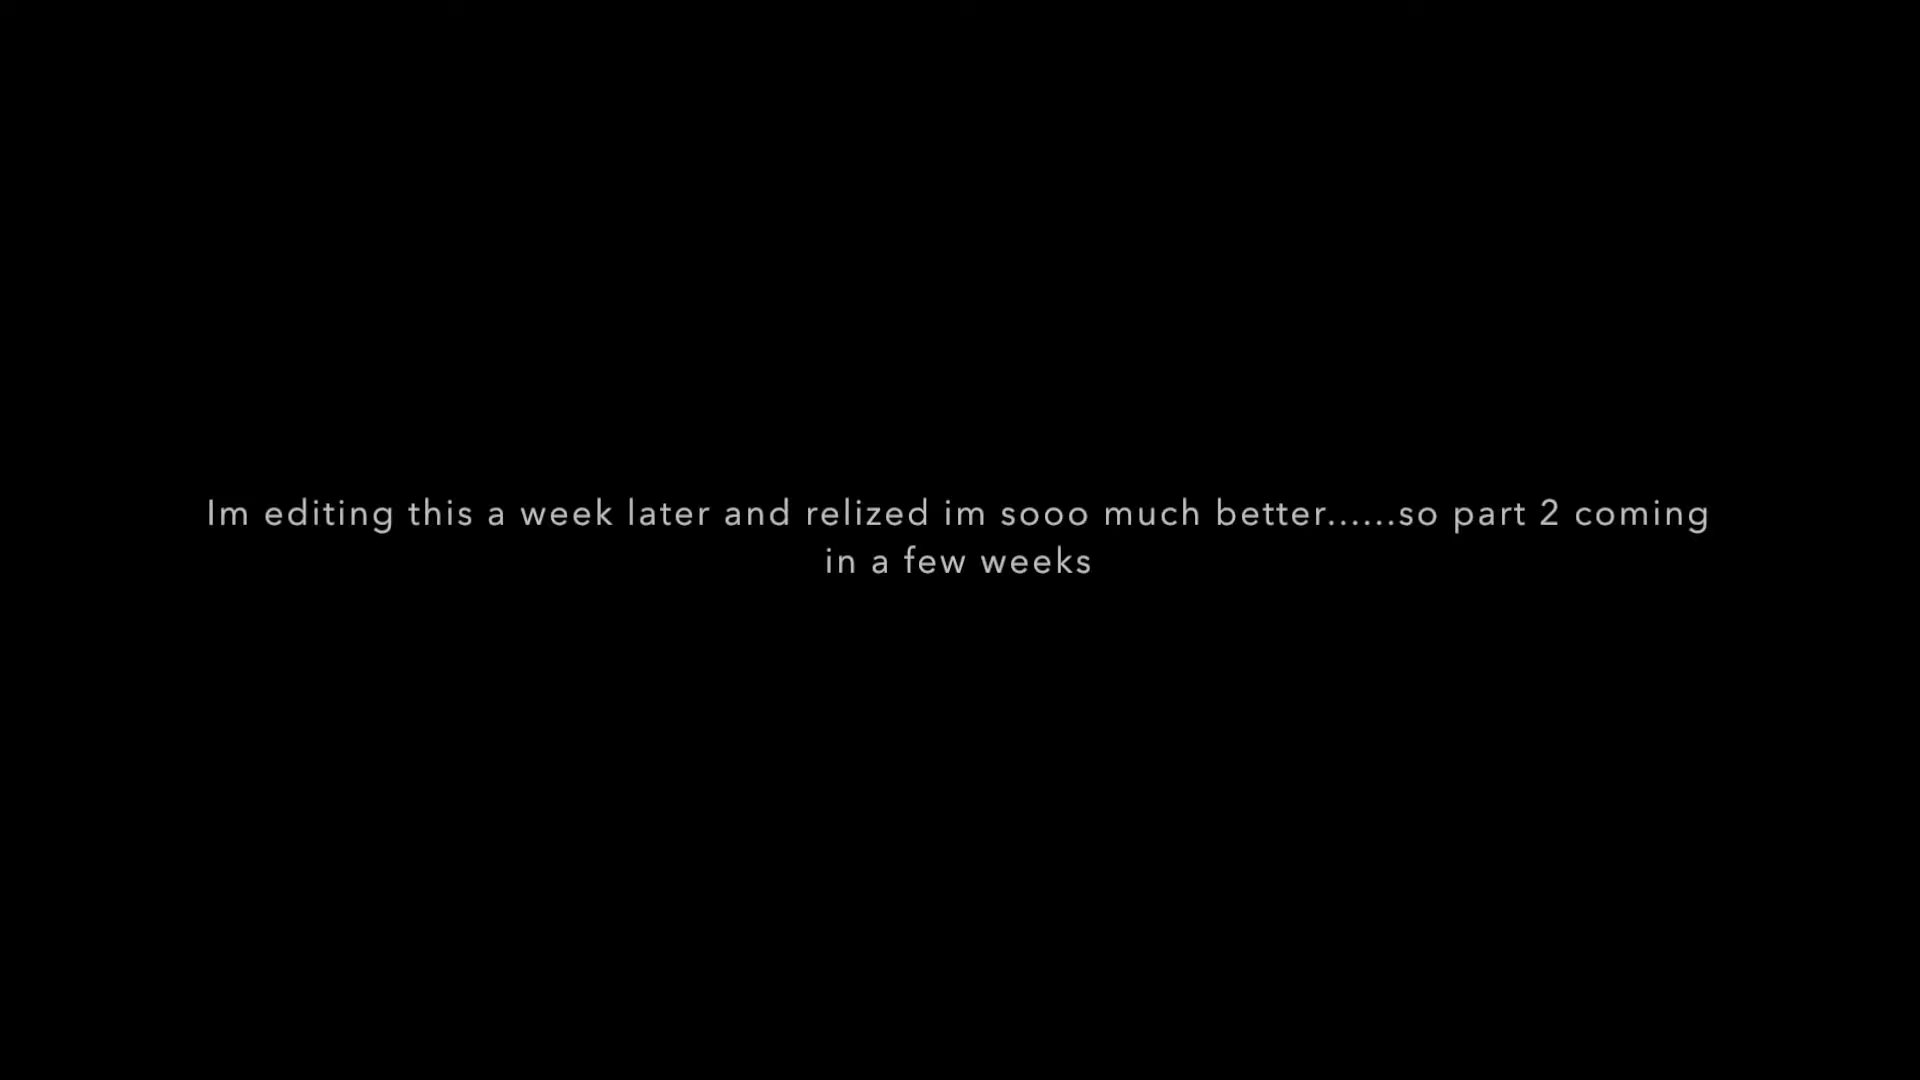 Im editing this a week later and relized im sooo much better......so part 2 coming
in a few weeks